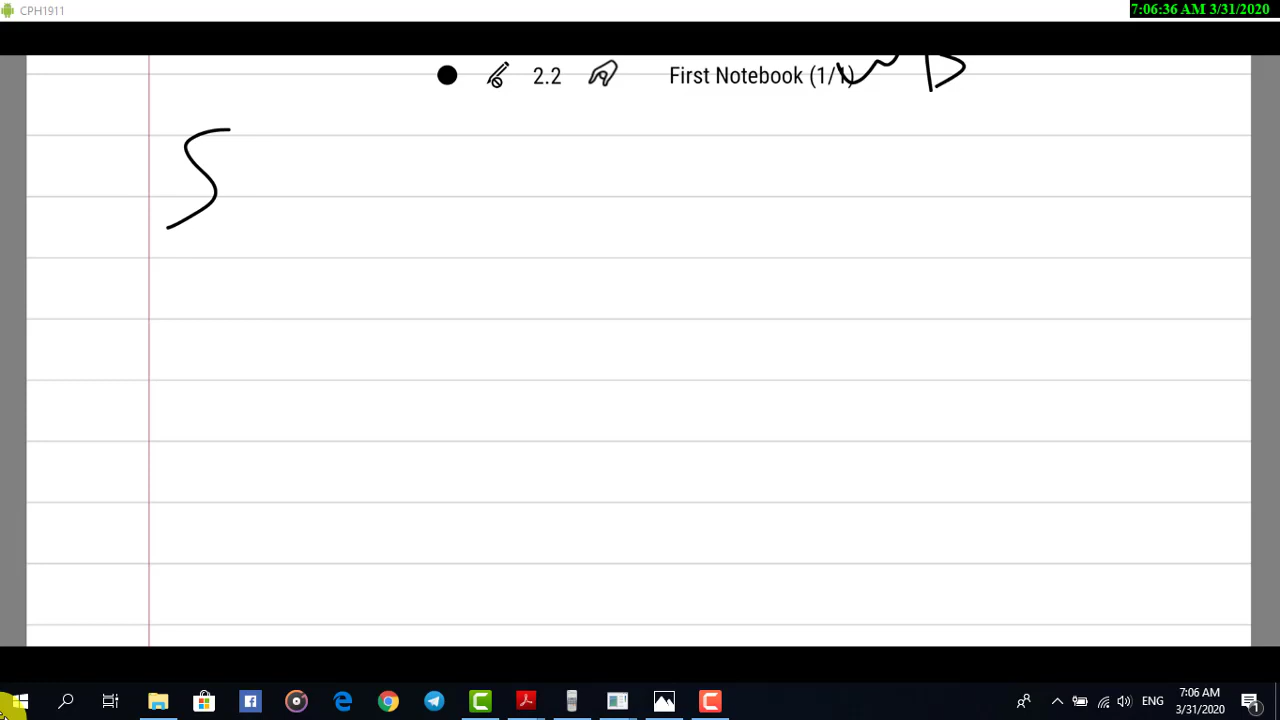 CPH1911
7:06:36 AM 3/31/2020
2.2 First Notebook (1/1)
S
ENG
7:06 AM
3/31/2020
1